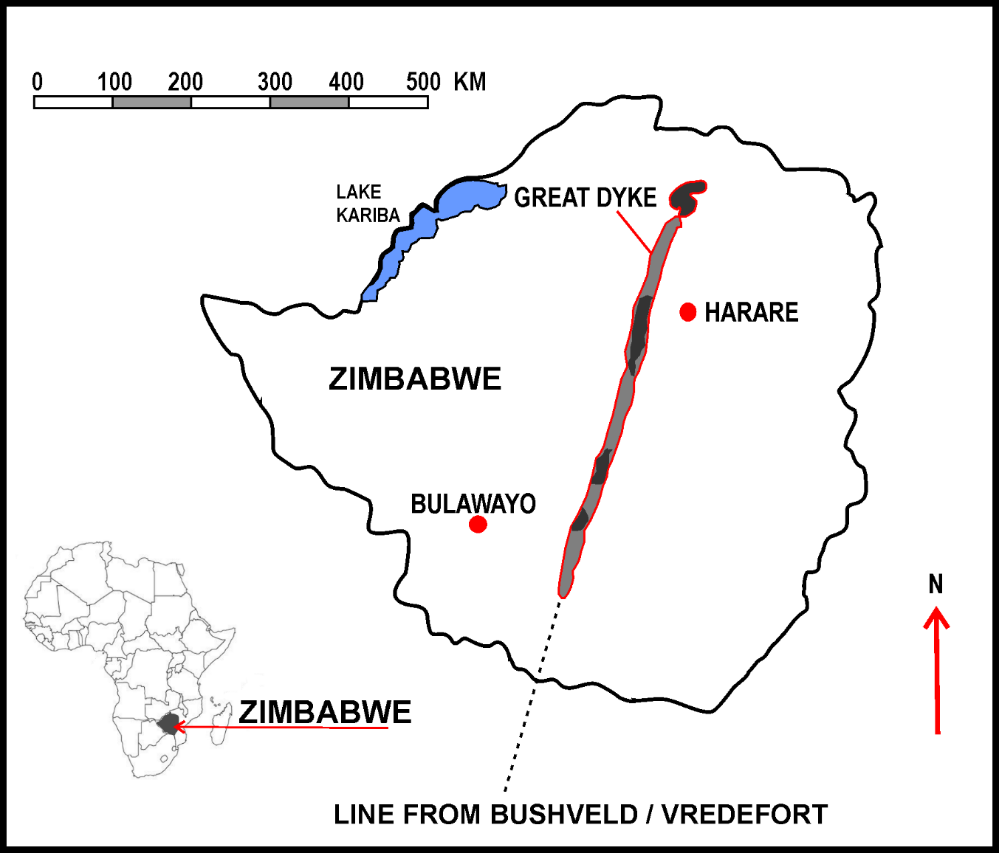 0 100 200 300 400 500 KM
LAKE
KARIBA
GREAT DYKE
HARARE
ZIMBABWE
BULAWAYO
N
ZIMBABWE
LINE FROM BUSHVELD / VREDEFORT